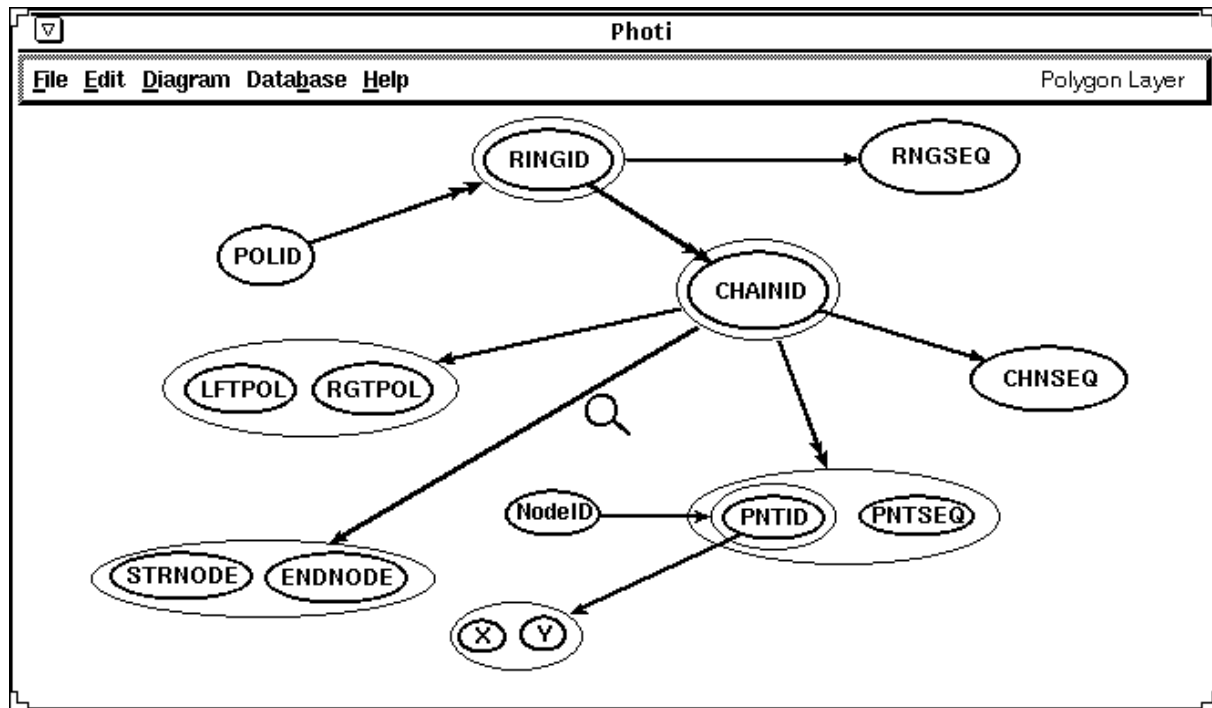 Photi
File Edit Diagram Database Help Polygon Layer
RINGID
RNGSEQ
POLID
CHAINID
LFTPOL RGTPOL
CHNSEQ
NodeID
PNTID PNTSEQ
STRNODE ENDNODE
X Y